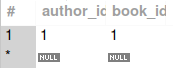 # author_id book_id
1 1 1
* NULL NULL